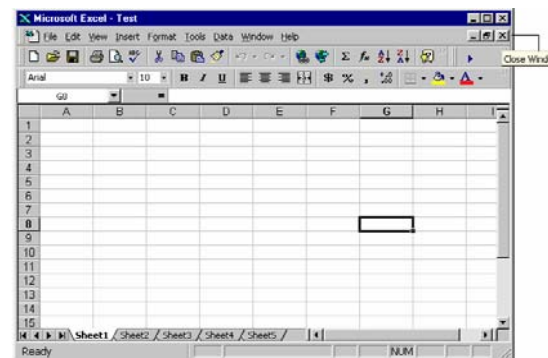 Microsoft Excel - Test
File Edit View Insert Format Tools Data Window Help
Close Wind
Arial 10 B I U $ % ,
G8 =
A B C D E F G H I
1
2
3
4
5
6
7
8
9
10
11
12
13
14
15
Sheet1 Sheet2 Sheet3 Sheet4 Sheet5
Ready NUM